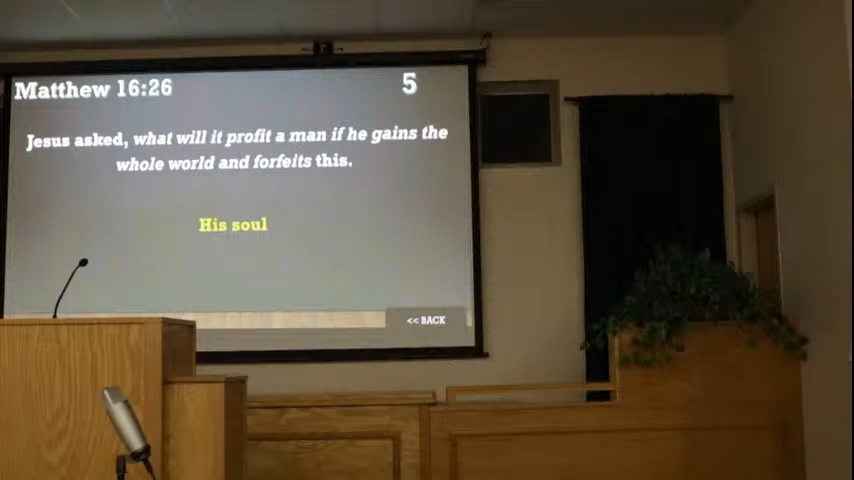 Matthew 16:26 5
Jesus asked, what will it profit a man if he gains the
whole world and forfeits this.
His soul
<< BACK